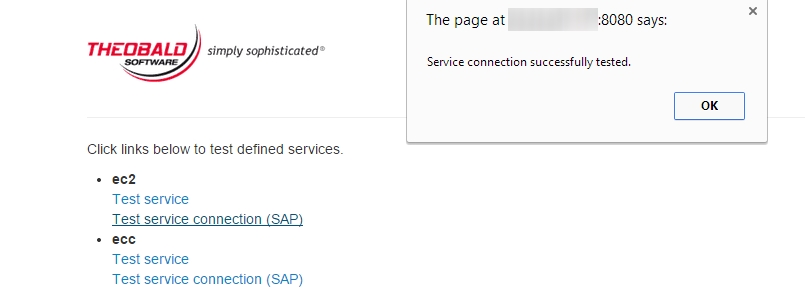 The page at :8080 says:
Service connection successfully tested.
OK
THEOBALD
SOFTWARE
simply sophisticated®
Click links below to test defined services.
• ec2
Test service
Test service connection (SAP)
• ecc
Test service
Test service connection (SAP)